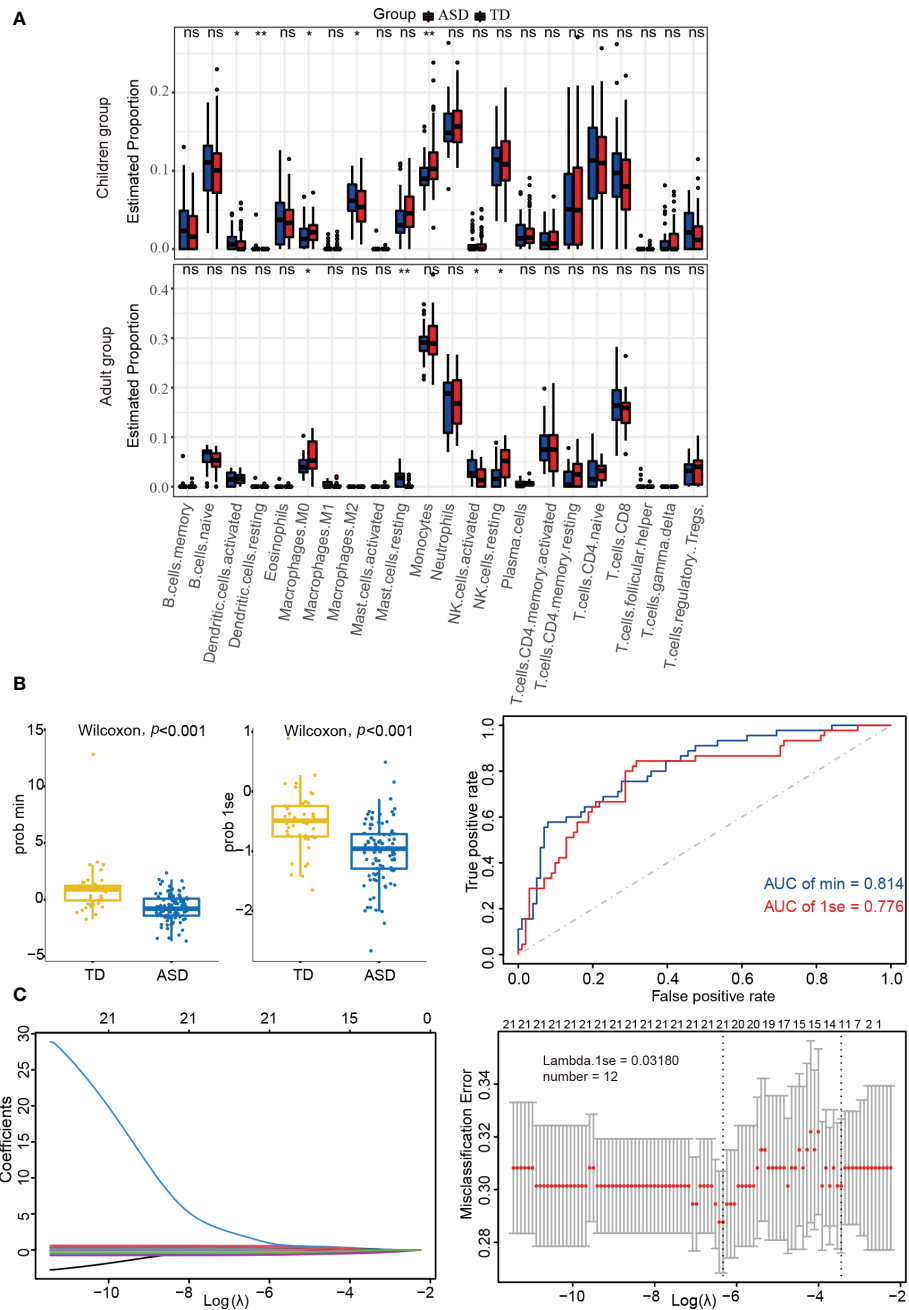 A
Group ASD TD
ns ns * ** ns * ns * ns ns ** ns ns ns ns ns ns ns ns ns ns ns
Children group
Estimated Proportion
0.2
0.1
0.0
ns ns ns ns ns * ns ns ns ** ns ns * * ns ns ns ns ns ns ns ns
Adult group
Estimated Proportion
0.4
0.3
0.2
0.1
0.0
B.cells.memory
B.cells.naive
Dendritic.cells.activated
Dendritic.cells.resting
Eosinophils
Macrophages.M0
Macrophages.M1
Macrophages.M2
Mast.cells.activated
Mast.cells.resting
Monocytes
Neutrophils
NK.cells.activated
NK.cells.resting
Plasma.cells
T.cells.CD4.memory.activated
T.cells.CD4.memory.resting
T.cells.CD4.naive
T.cells.CD8
T.cells.follicular.helper
T.cells.gamma.delta
T.cells.regulatory..Tregs.
B
Wilcoxon, p<0.001
prob min
15
10
5
0
−5
TD ASD
Wilcoxon, p<0.001
prob 1se
1
0
−1
−2
TD ASD
True positive rate
1.0
0.8
0.6
0.4
0.2
0.0
AUC of min = 0.814
AUC of 1se = 0.776
0.0 0.2 0.4 0.6 0.8 1.0
False positive rate
C
21 21 21 15 0
Coefficients
30
25
20
15
10
5
0
−10 −8 −6 −4 −2
Log(λ)
21 21 21 21 21 21 21 21 21 21 21 21 21 21 21 20 20 19 17 15 15 14 11 7 2 1
Lambda.1se = 0.03180
number = 12
Misclassification Error
0.34
0.32
0.30
0.28
−10 −8 −6 −4 −2
Log(λ)